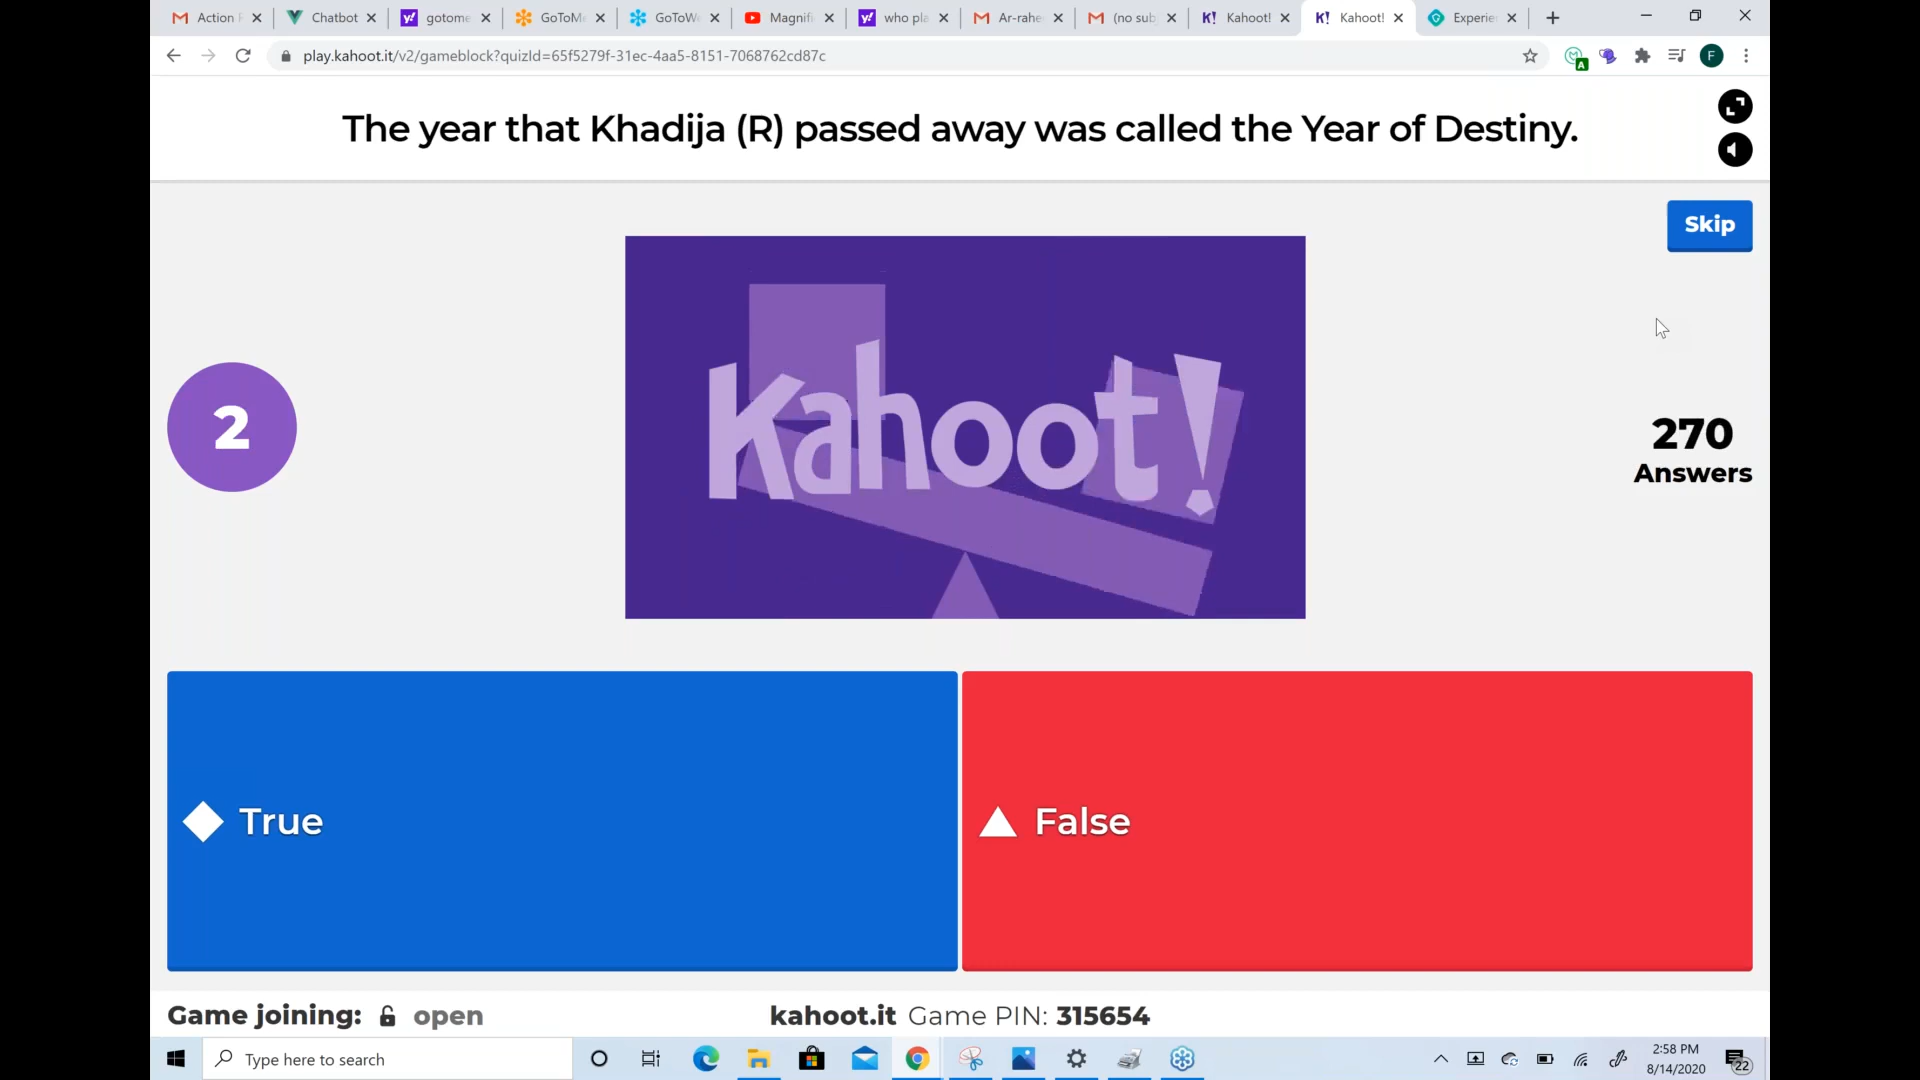 Action
Chatbot
gotome
GoToMe
GoToWe
Magnifi
who pla
Ar-rahe
(no sub
Kahoot!
Kahoot!
Experie
play.kahoot.it/v2/gameblock?quizId=65f5279f-31ec-4aa5-8151-7068762cd87c
F
A
The year that Khadija (R) passed away was called the Year of Destiny.
Skip
Kahoot!
2
270
Answers
True
False
Game joining: open
kahoot.it Game PIN: 315654
Type here to search
2:58 PM
8/14/2020
22